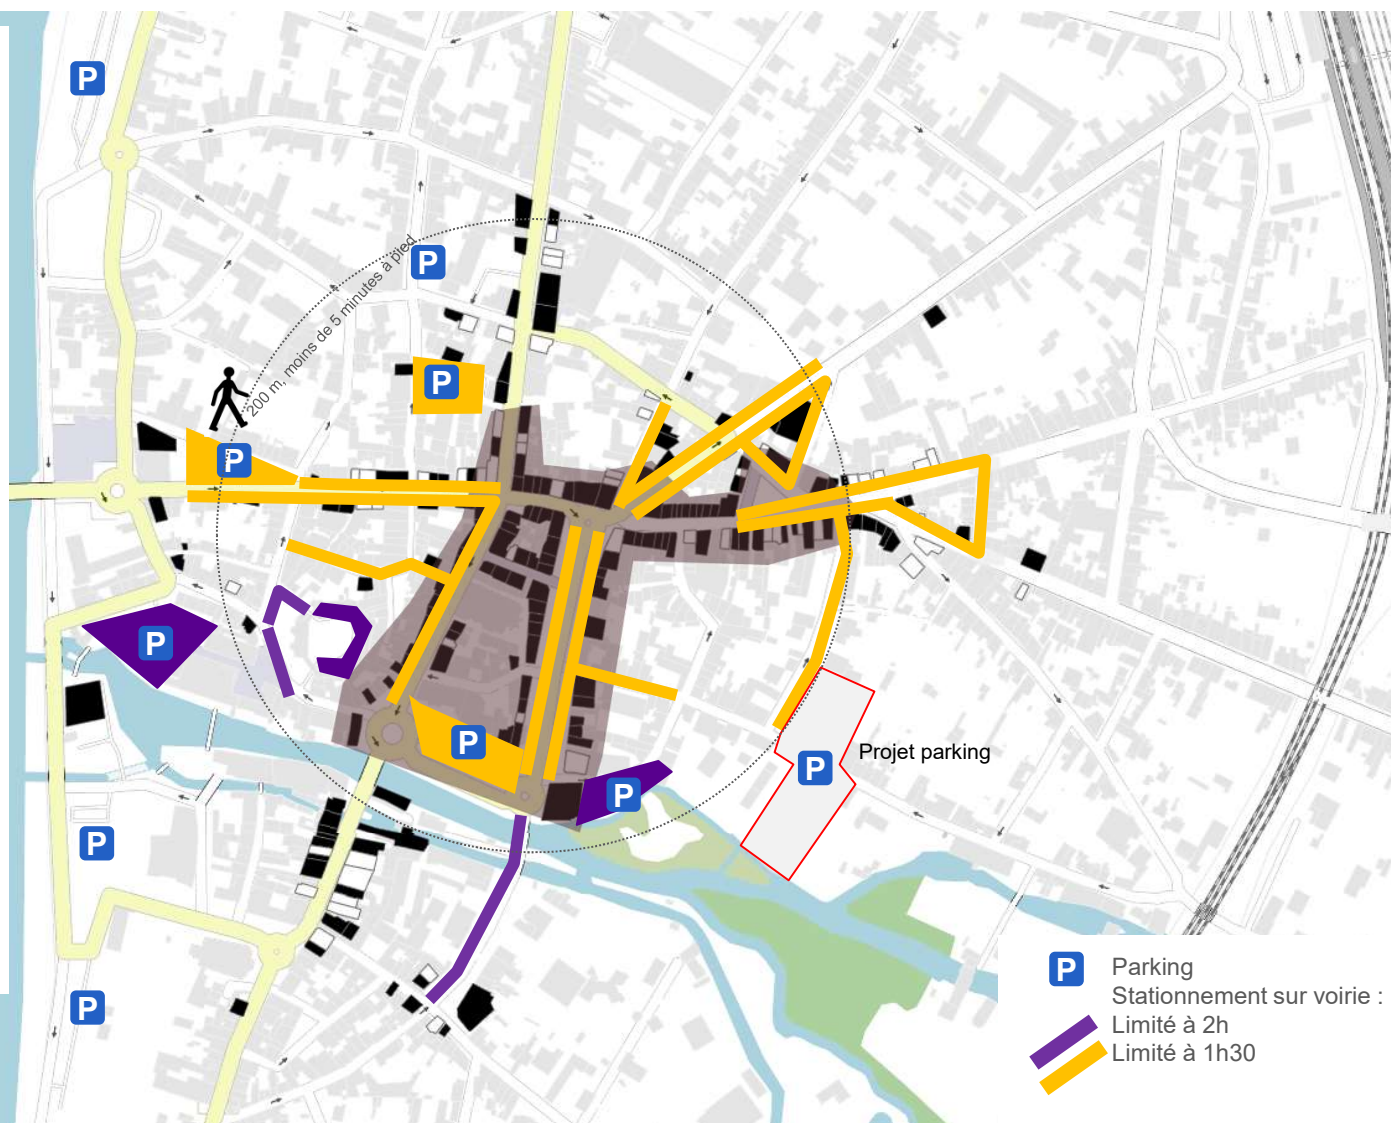 P
P
200 m, moins de 5 minutes à pied
P
P
P
P
P
P
Projet parking
P
P
P
P Parking
Stationnement sur voirie :
Limité à 2h
Limité à 1h30